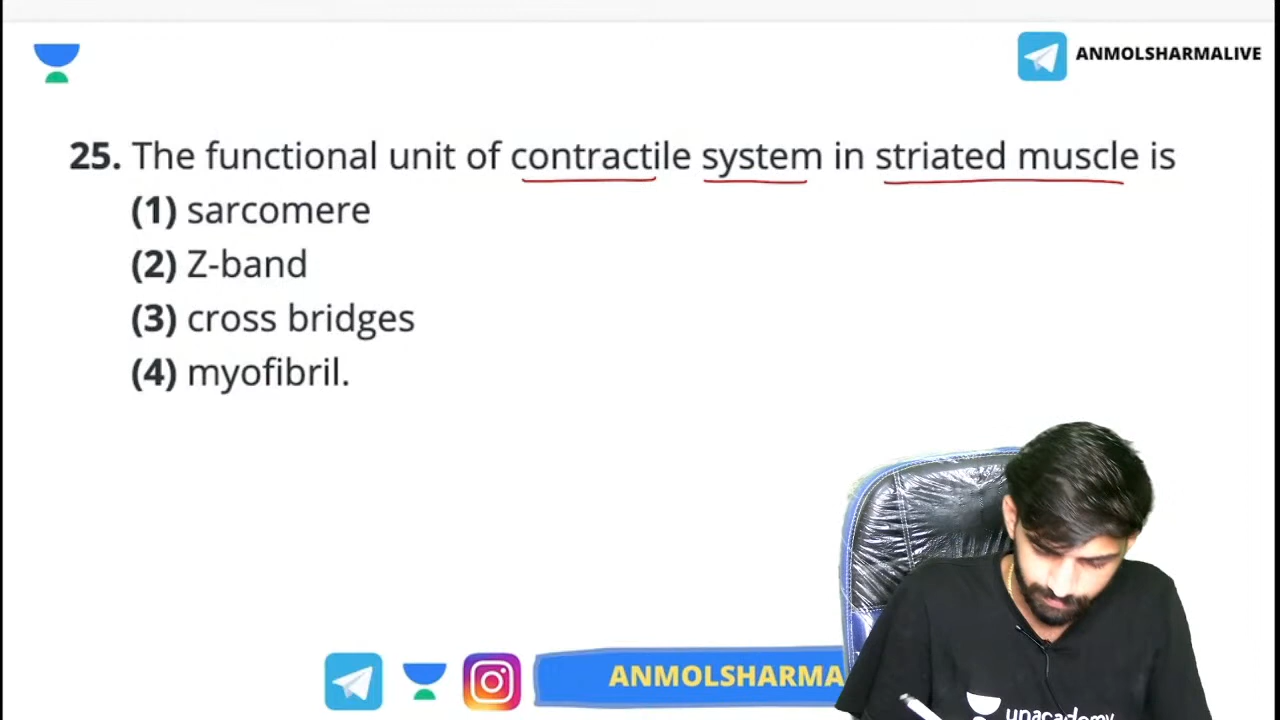 ANMOLSHARMALIVE
25. The functional unit of contractile system in striated muscle is
(1) sarcomere
(2) Z-band
(3) cross bridges
(4) myofibril.
ANMOLSHARMA
unacademy